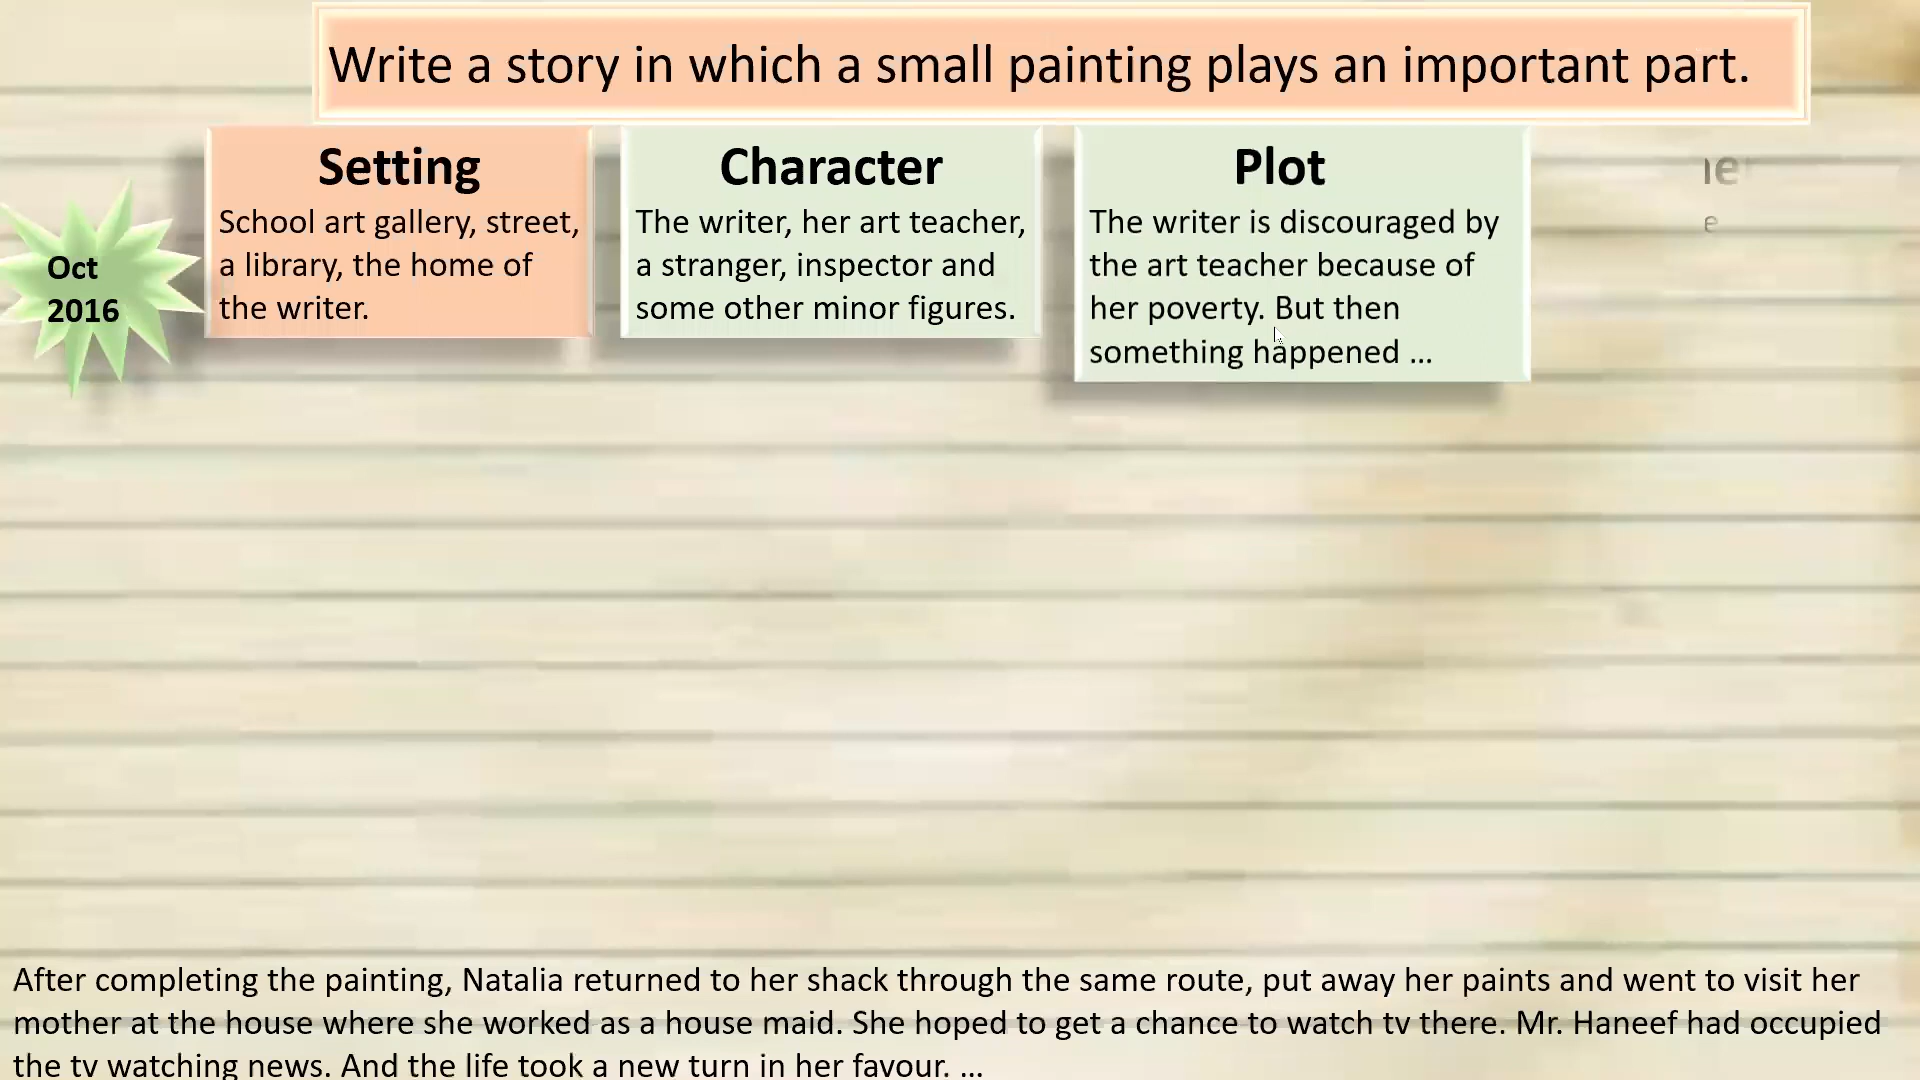 Write a story in which a small painting plays an important part.
Oct
2016
Setting
School art gallery, street,
a library, the home of
the writer.
Character
The writer, her art teacher,
a stranger, inspector and
some other minor figures.
Plot
The writer is discouraged by
the art teacher because of
her poverty. But then
something happened ...
After completing the painting, Natalia returned to her shack through the same route, put away her paints and went to visit her
mother at the house where she worked as a house maid. She hoped to get a chance to watch tv there. Mr. Haneef had occupied
the tv watching news. And the life took a new turn in her favour. ...